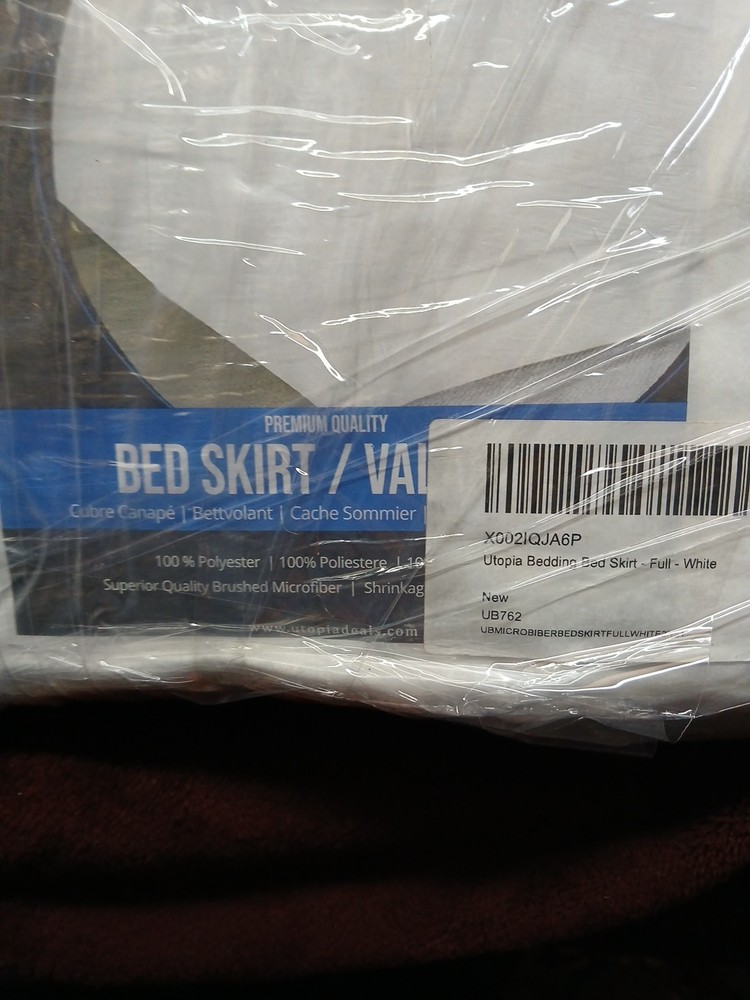 PREMIUM QUALITY
BED SKIRT / VAL
Cubre Canapé | Bettvolant | Cache Sommier |
100 % Polyester | 100% Poliestere | 10
Superior Quality Brushed Microfiber | Shrinkag
www.utopiadeals.com
X002IQJA6P
Utopia Bedding Bed Skirt - Full - White
New
UB762
UBMICROBIBERBEDSKIRTFULLWHITE